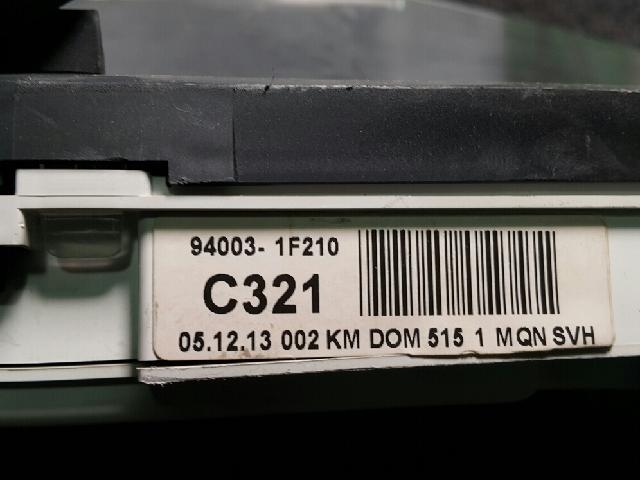 94003- 1F210
C321
05.12.13 002 KM DOM 515 1 MQN SVH